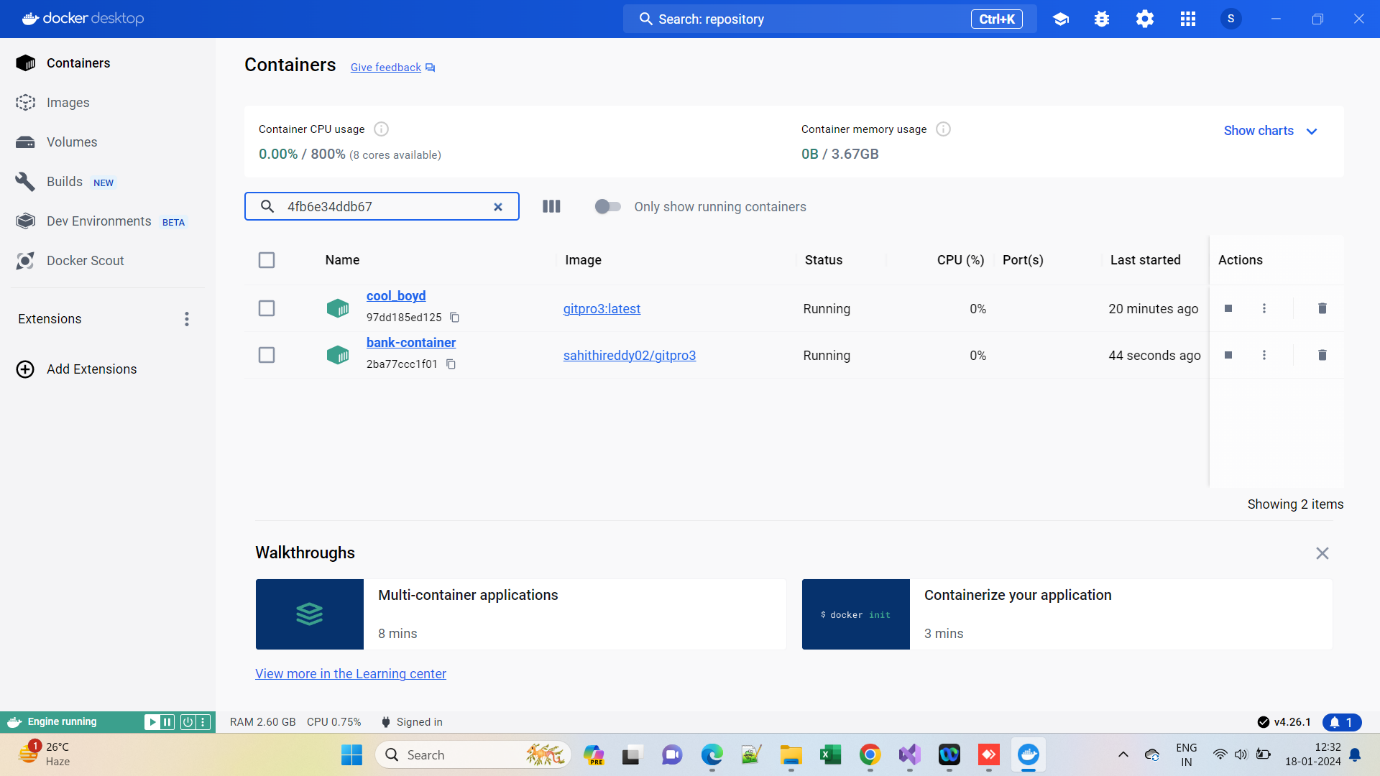 docker desktop
Search: repository
Ctrl+K
S
Containers
Images
Volumes
Builds NEW
Dev Environments BETA
Docker Scout
Extensions
Add Extensions
Containers Give feedback
Container CPU usage
0.00% / 800% (8 cores available)
Container memory usage
0B / 3.67GB
Show charts
4fb6e34ddb67
Only show running containers
Name Image Status CPU (%) Port(s) Last started Actions
cool_boyd
97dd185ed125
gitpro3:latest Running 0% 20 minutes ago
bank-container
2ba77ccc1f01
sahithireddy02/gitpro3 Running 0% 44 seconds ago
Showing 2 items
Walkthroughs
Multi-container applications
8 mins
$ docker init
Containerize your application
3 mins
View more in the Learning center
Engine running
RAM 2.60 GB CPU 0.75% Signed in
v4.26.1
1
1
26°C
Haze
Search
PRE
ENG
IN
12:32
18-01-2024